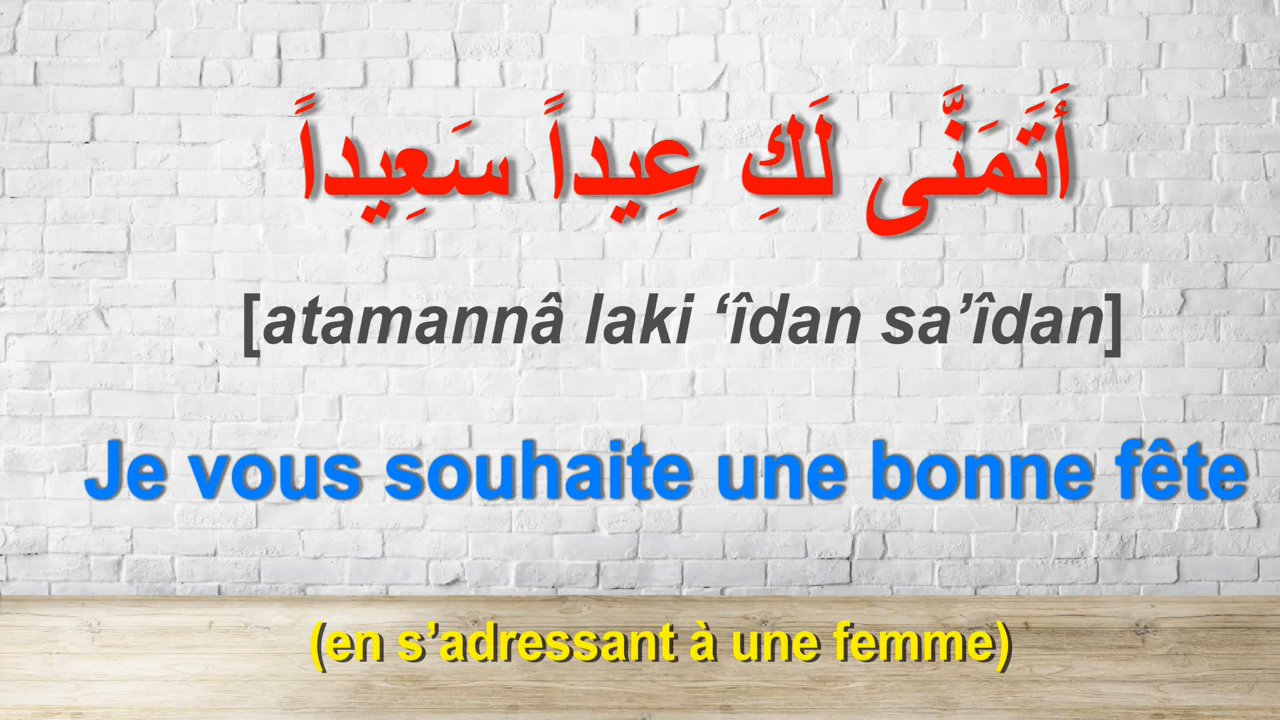 أَتَمَنَّى لَكِ عِيداً سَعِيداً
[atamannâ laki ‘îdan sa’îdan]
Je vous souhaite une bonne fête
(en s’adressant à une femme)